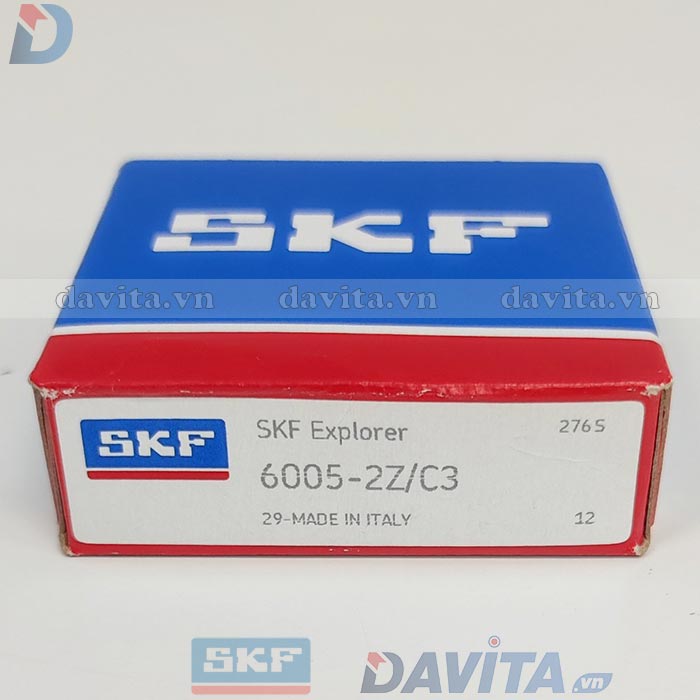 D
SKF
davita.vn davita.vn davita.vn
SKF
SKF Explorer 2765
6005-2Z/C3
29-MADE IN ITALY 12
SKF
DAVITA.vn